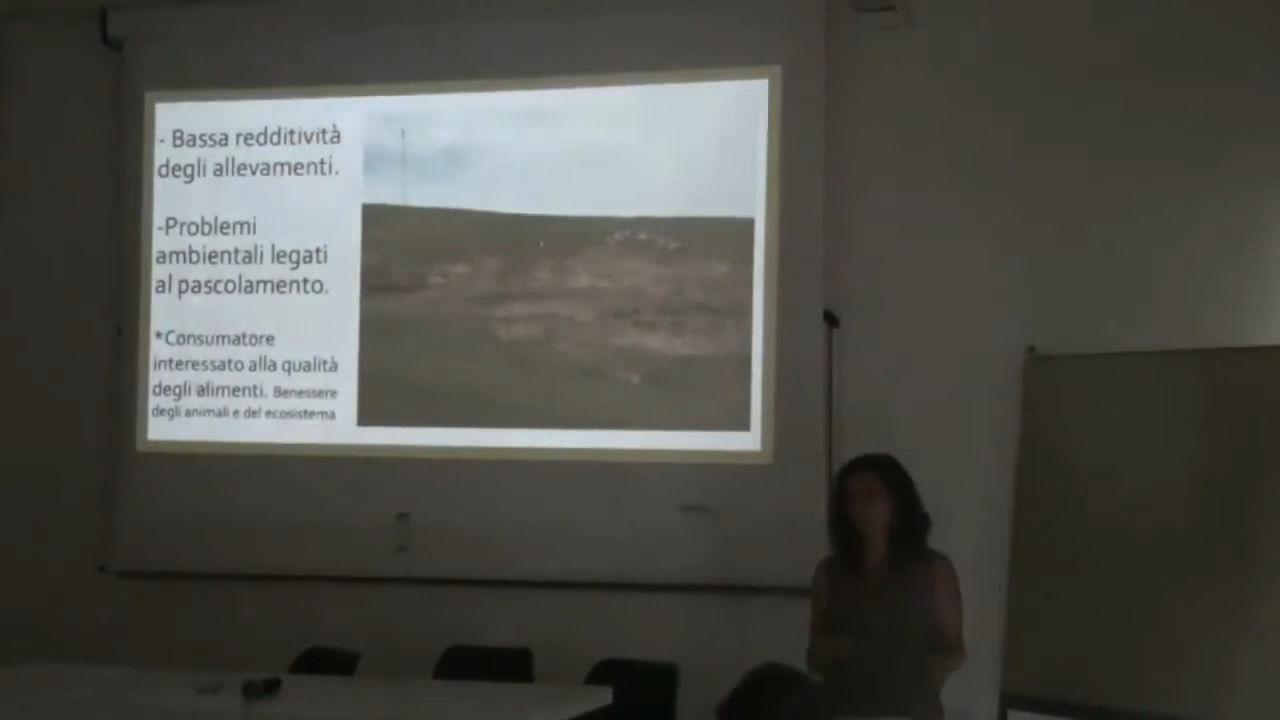 - Bassa redditività
degli allevamenti.
-Problemi
ambientali legati
al pascolamento.
*Consumatore
interessato alla qualità
degli alimenti. Benessere
degli animali e del ecosistema